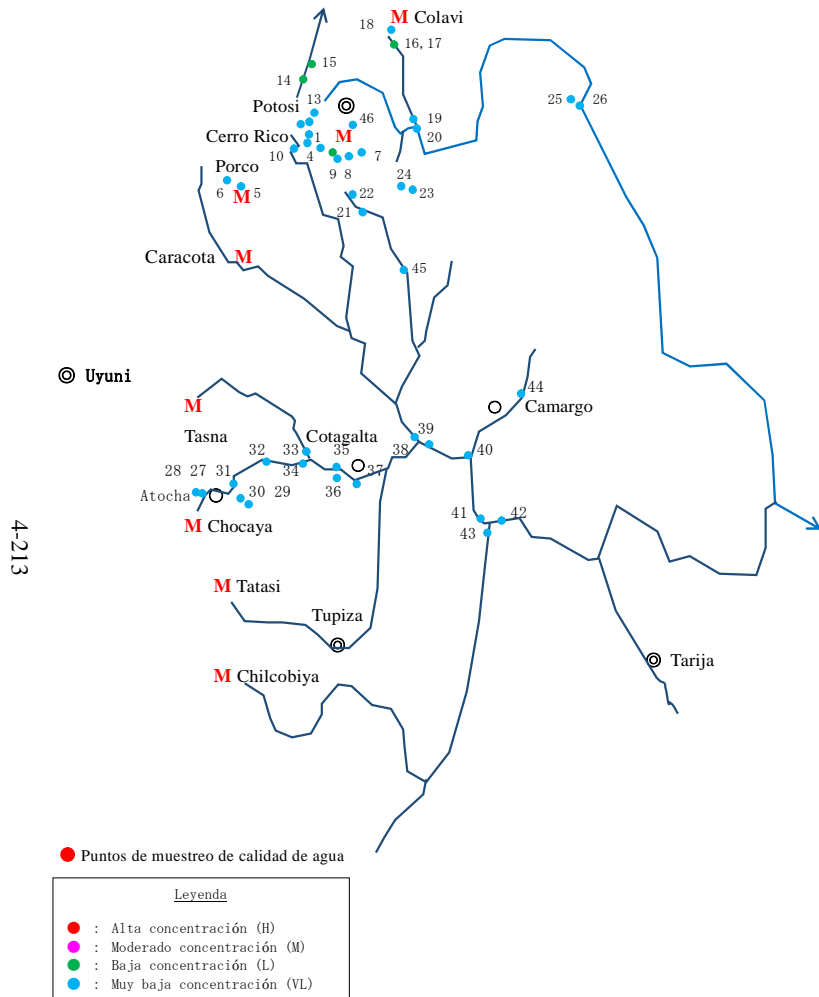 18 M Colavi
16, 17
15
14
Potosi 13
46
19
20
25 26
Cerro Rico 1 M
10 4 7
9 8
Porco
6 M 5
24
23
22
21
Caracota M
45
Uyuni
M
44
Camargo
Tasna
Cotagalta
39
38
40
32 33 35
34
28 27 31
36 37
Atocha
30 29
M Chocaya
41 42
43
4-213
M Tatasi
Tupiza
Tarija
M Chilcobiya
Puntos de muestreo de calidad de agua
Leyenda
: Alta concentración (H)
: Moderado concentración (M)
: Baja concentración (L)
: Muy baja concentración (VL)